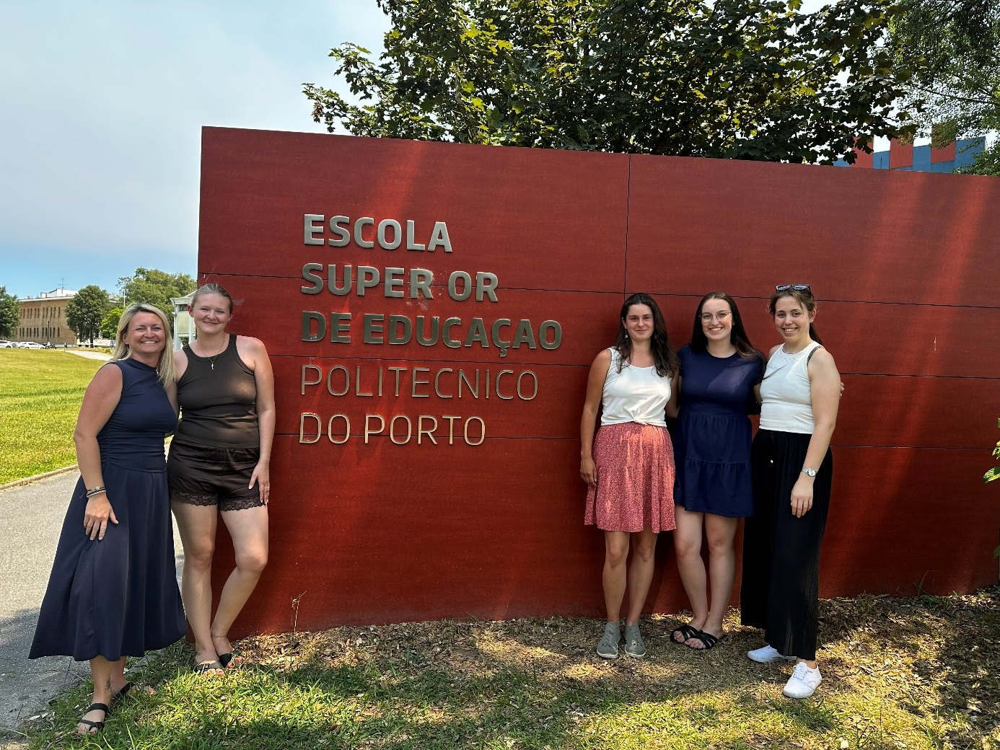 ESCOLA
SUPER OR
DE EDUCAÇAO
POLITECNICO
DO PORTO